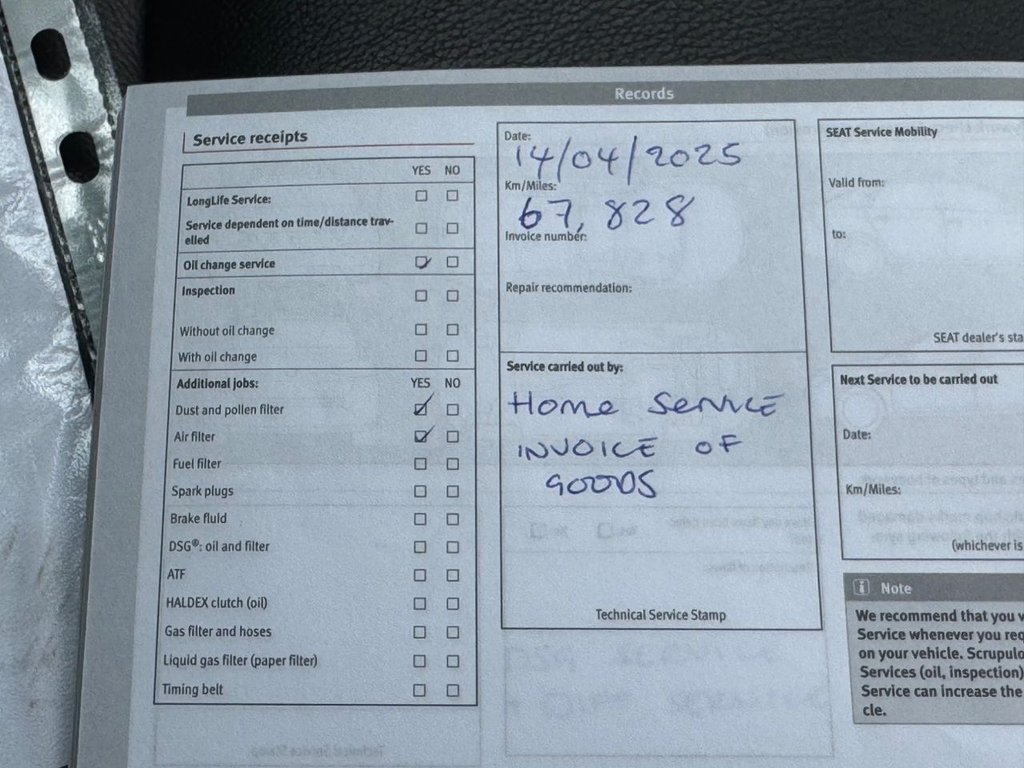 Records
Service receipts
YES NO
LongLife Service:
Service dependent on time/distance trav-
elled
Oil change service
Inspection
Without oil change
With oil change
Additional jobs: YES NO
Dust and pollen filter
Air filter
Fuel filter
Spark plugs
Brake fluid
DSG®: oil and filter
ATF
HALDEX clutch (oil)
Gas filter and hoses
Liquid gas filter (paper filter)
Timing belt
Date:
14/04/2025
Km/Miles:
67,828
Invoice number:
Repair recommendation:
Service carried out by:
Home SERVICE
INVOICE OF
GOODS
Technical Service Stamp
SEAT Service Mobility
Valid from:
to:
SEAT dealer's sta
Next Service to be carried out
Date:
Km/Miles:
(whichever is
Note
We recommend that you
Service whenever you req
on your vehicle. Scrupulo
Services (oil, inspection)
Service can increase the
cle.